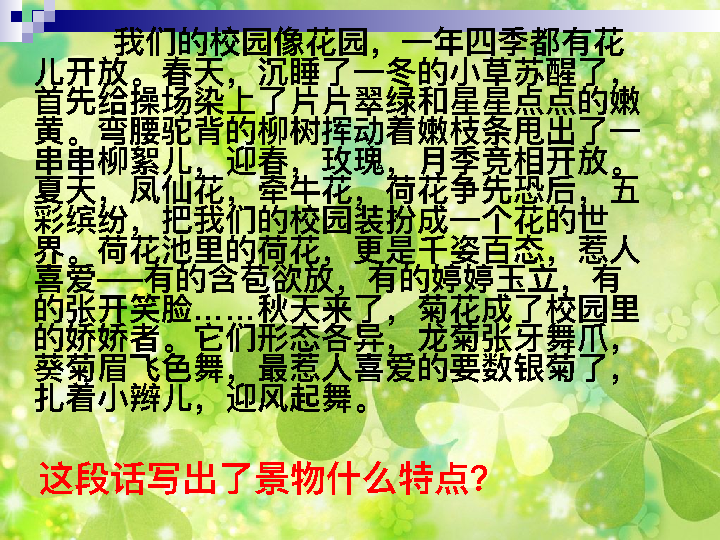 我们的校园像花园，一年四季都有花
儿开放。春天，沉睡了一冬的小草苏醒了，
首先给操场染上了片片翠绿和星星点点的嫩
黄。弯腰驼背的柳树挥动着嫩枝条甩出了一
串串柳絮儿，迎春，玫瑰，月季竞相开放。
夏天，凤仙花，牵牛花，荷花争先恐后，五
彩缤纷，把我们的校园装扮成一个花的世
界。荷花池里的荷花，更是千姿百态，惹人
喜爱──有的含苞欲放，有的婷婷玉立，有
的张开笑脸……秋天来了，菊花成了校园里
的娇娇者。它们形态各异，龙菊张牙舞爪，
葵菊眉飞色舞，最惹人喜爱的要数银菊了，
扎着小辫儿，迎风起舞。
这段话写出了景物什么特点？